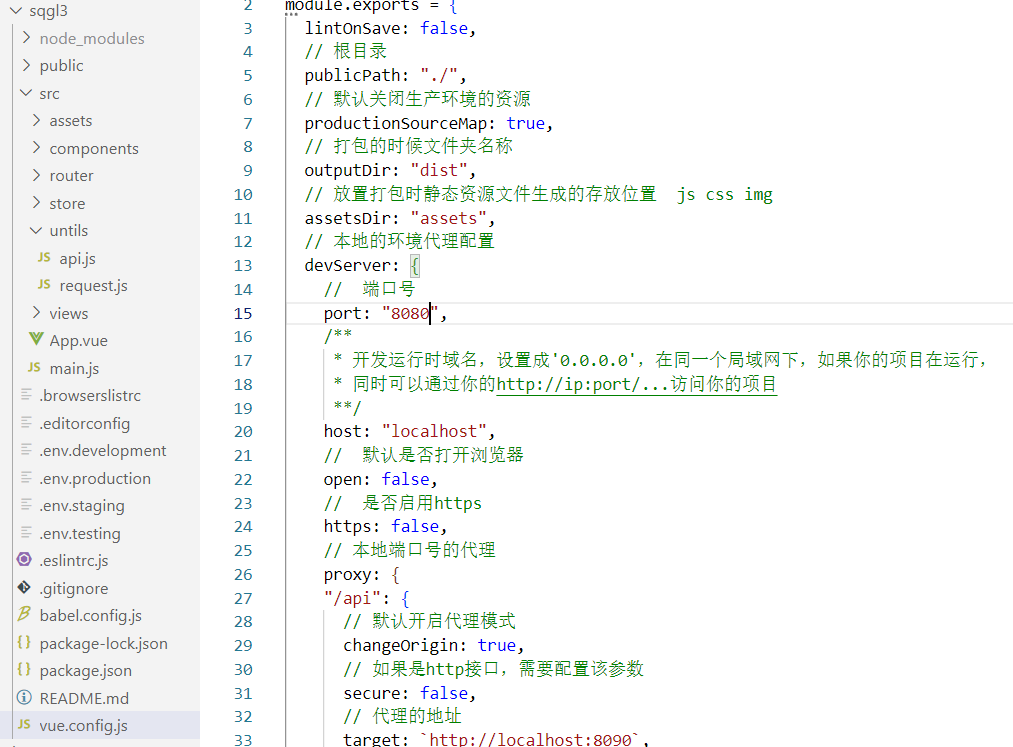 sqgl3
node_modules
public
src
assets
components
router
store
untils
JS api.js
JS request.js
views
App.vue
JS main.js
.browserslistrc
.editorconfig
.env.development
.env.production
.env.staging
.env.testing
.eslintrc.js
.gitignore
babel.config.js
{} package-lock.json
{} package.json
README.md
JS vue.config.js
2 module.exports = {
3 lintOnSave: false,
4 // 根目录
5 publicPath: "./",
6 // 默认关闭生产环境的资源
7 productionSourceMap: true,
8 // 打包的时候文件夹名称
9 outputDir: "dist",
10 // 放置打包时静态资源文件生成的存放位置 js css img
11 assetsDir: "assets",
12 // 本地的环境代理配置
13 devServer: {
14 // 端口号
15 port: "8080",
16 /**
17 * 开发运行时域名，设置成'0.0.0.0'，在同一个局域网下，如果你的项目在运行，
18 * 同时可以通过你的http://ip:port/...访问你的项目
19 **/
20 host: "localhost",
21 // 默认是否打开浏览器
22 open: false,
23 // 是否启用https
24 https: false,
25 // 本地端口号的代理
26 proxy: {
27 "/api": {
28 // 默认开启代理模式
29 changeOrigin: true,
30 // 如果是http接口，需要配置该参数
31 secure: false,
32 // 代理的地址
33 target: `http://localhost:8090`,